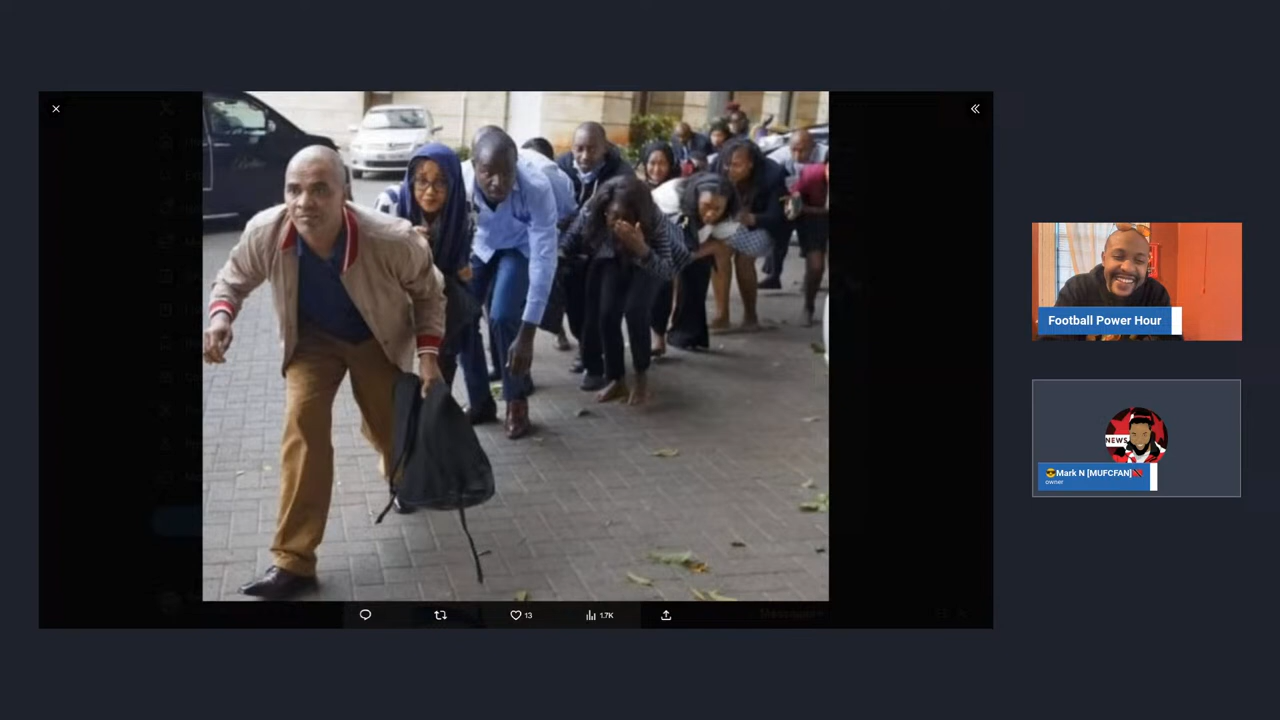 13
1.7K
Football Power Hour
NEWS
😎Mark N [MUFCFAN]🇹🇹
owner